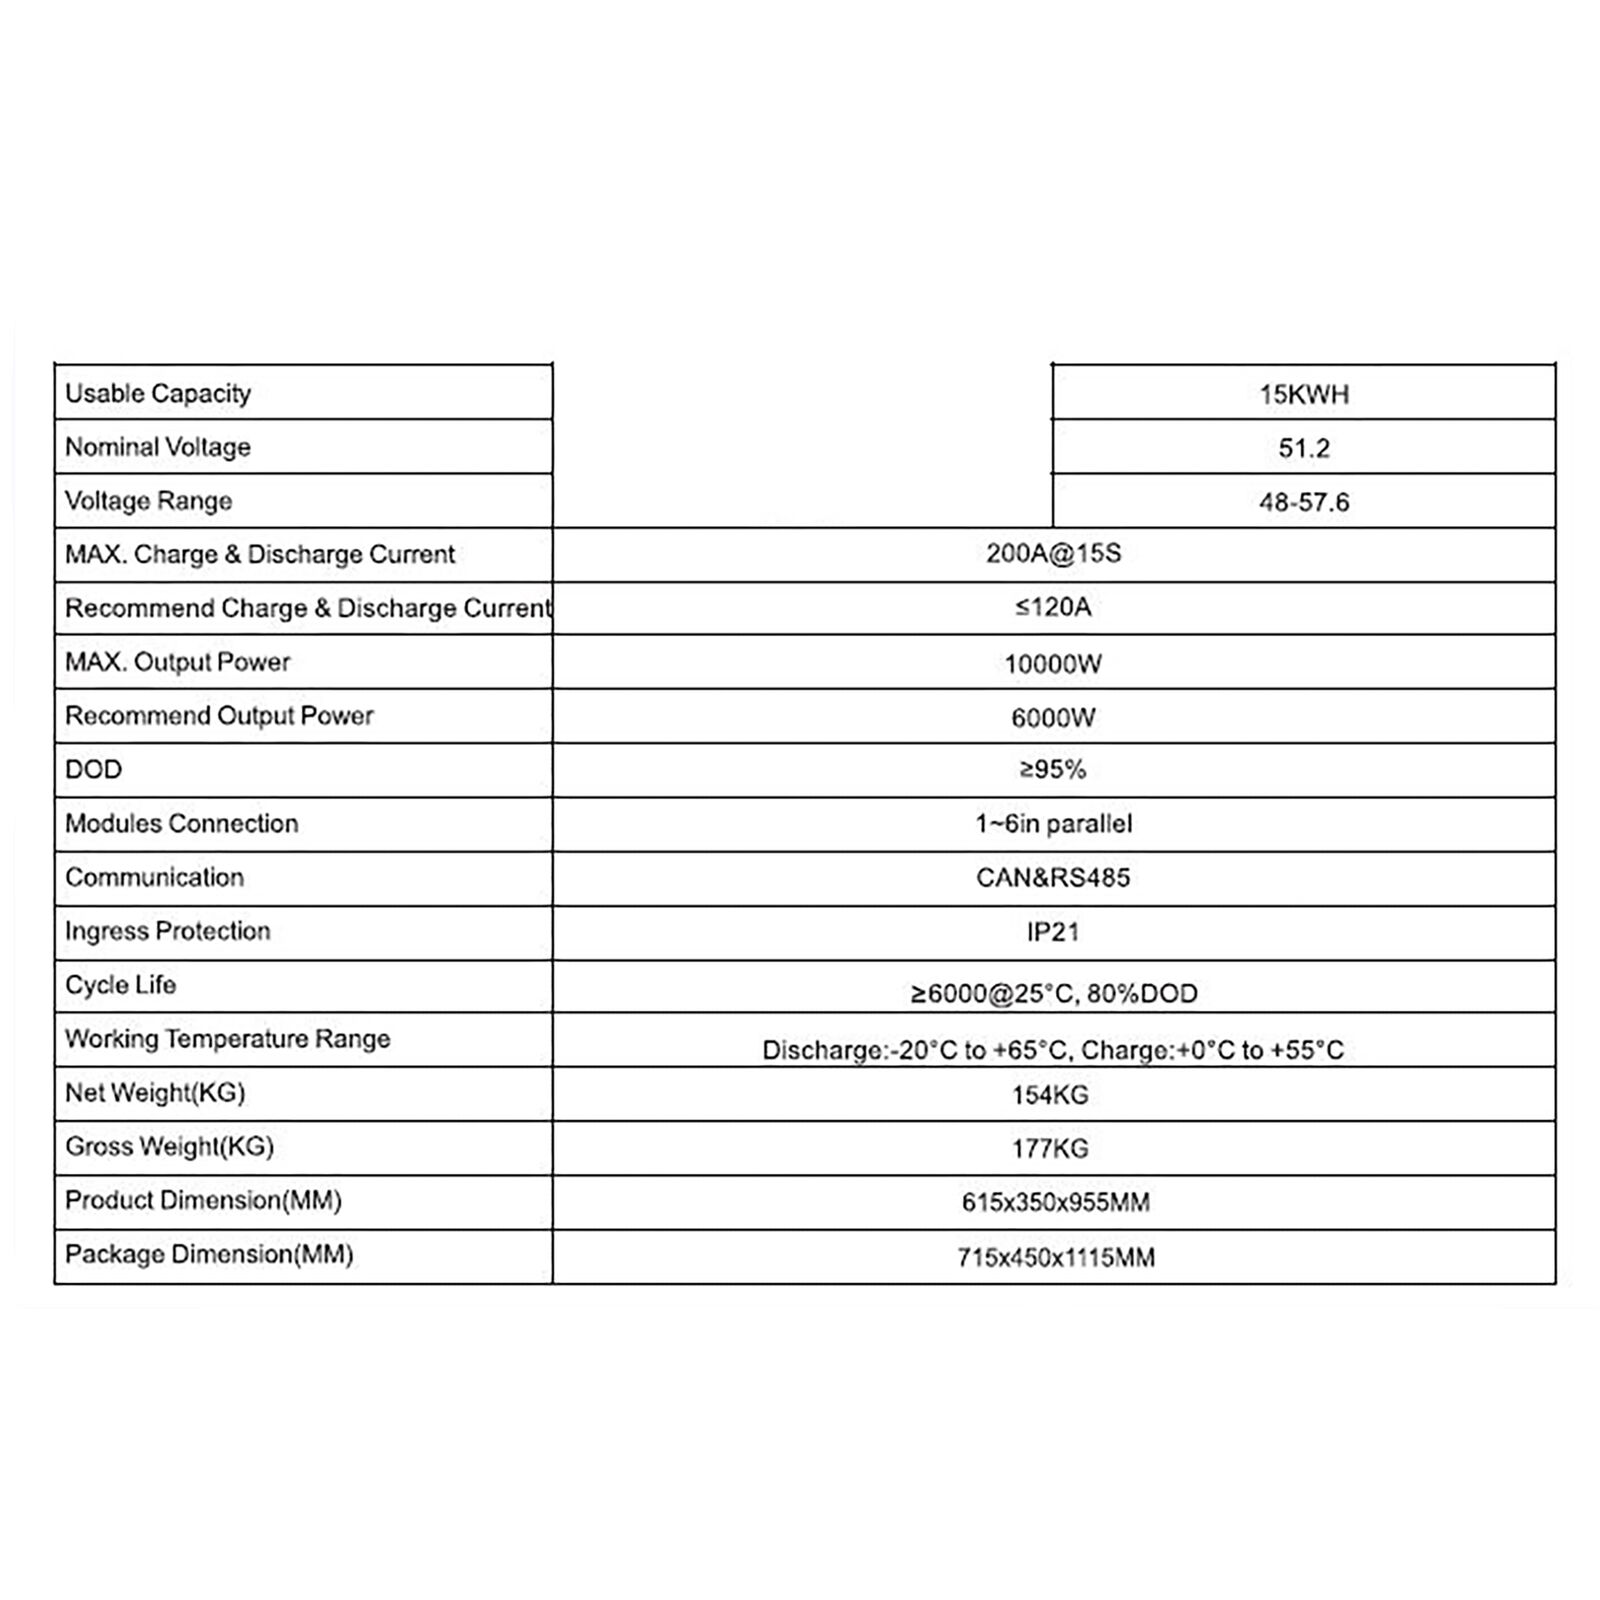 Usable Capacity 15KWH
Nominal Voltage 51.2
Voltage Range 48-57.6
MAX. Charge & Discharge Current 200A@15S
Recommend Charge & Discharge Current ≤120A
MAX. Output Power 10000W
Recommend Output Power 6000W
DOD ≥95%
Modules Connection 1~6in parallel
Communication CAN&RS485
Ingress Protection IP21
Cycle Life ≥6000@25°C, 80%DOD
Working Temperature Range Discharge:-20°C to +65°C, Charge:+0°C to +55°C
Net Weight(KG) 154KG
Gross Weight(KG) 177KG
Product Dimension(MM) 615x350x955MM
Package Dimension(MM) 715x450x1115MM